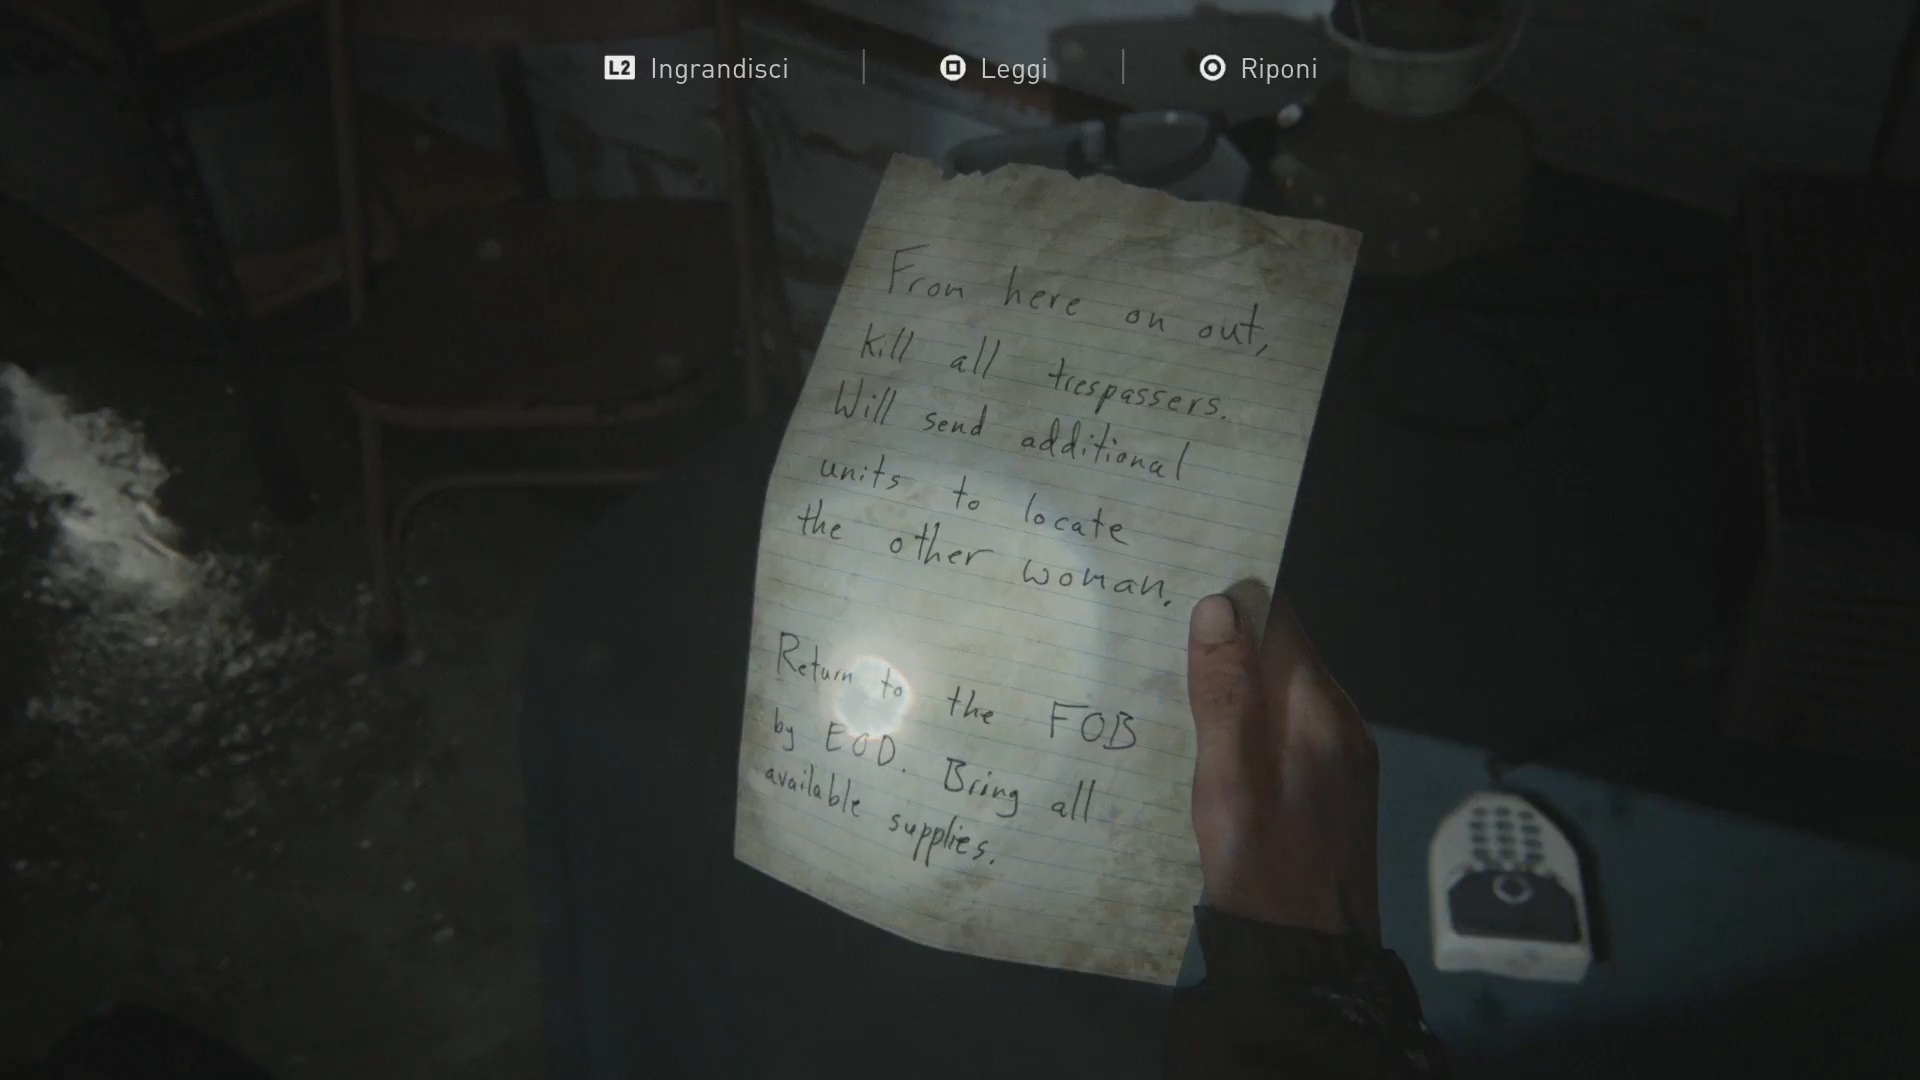 L2 Ingrandisci Leggi Riponi
From here on out,
kill all trespassers.
Will send additional
units to locate
the other woman.
Return to the FOB
by EOD. Bring all
available supplies.